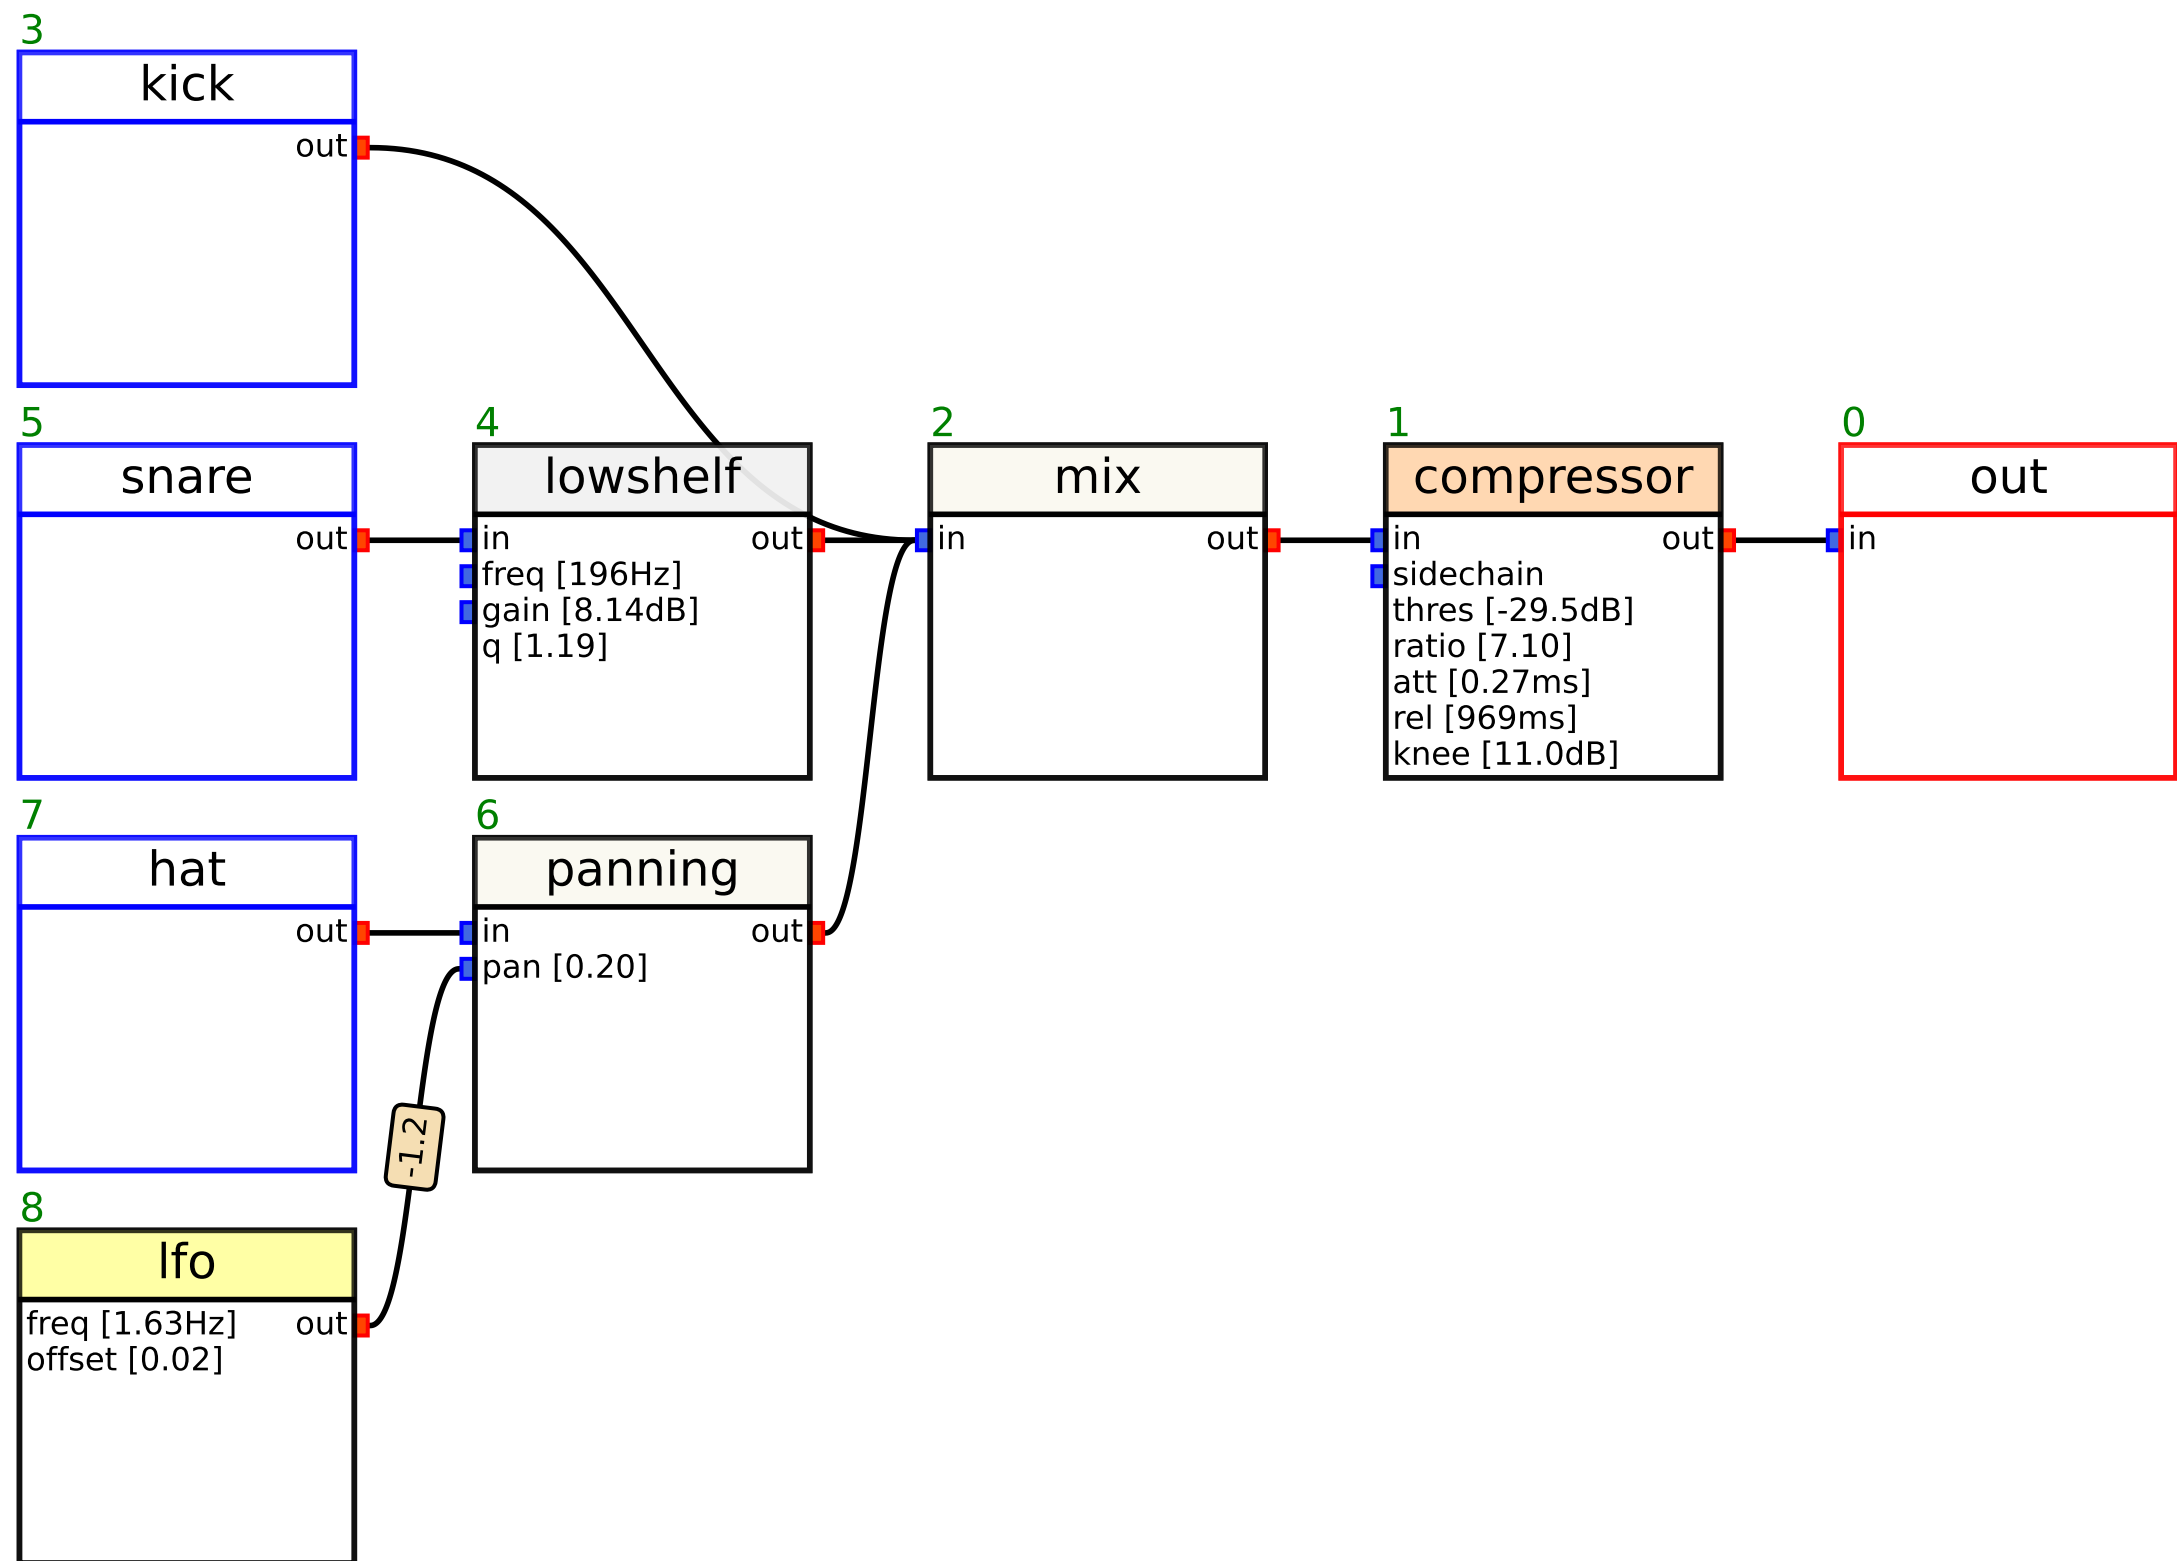 3
kick
out
5
snare
out
4
lowshelf
in
out
freq [196Hz]
gain [8.14dB]
q [1.19]
2
mix
in
out
1
compressor
in
out
sidechain
thres [-29.5dB]
ratio [7.10]
att [0.27ms]
rel [969ms]
knee [11.0dB]
0
out
in
7
hat
out
6
panning
in
out
pan [0.20]
-1.2
8
lfo
freq [1.63Hz]
out
offset [0.02]